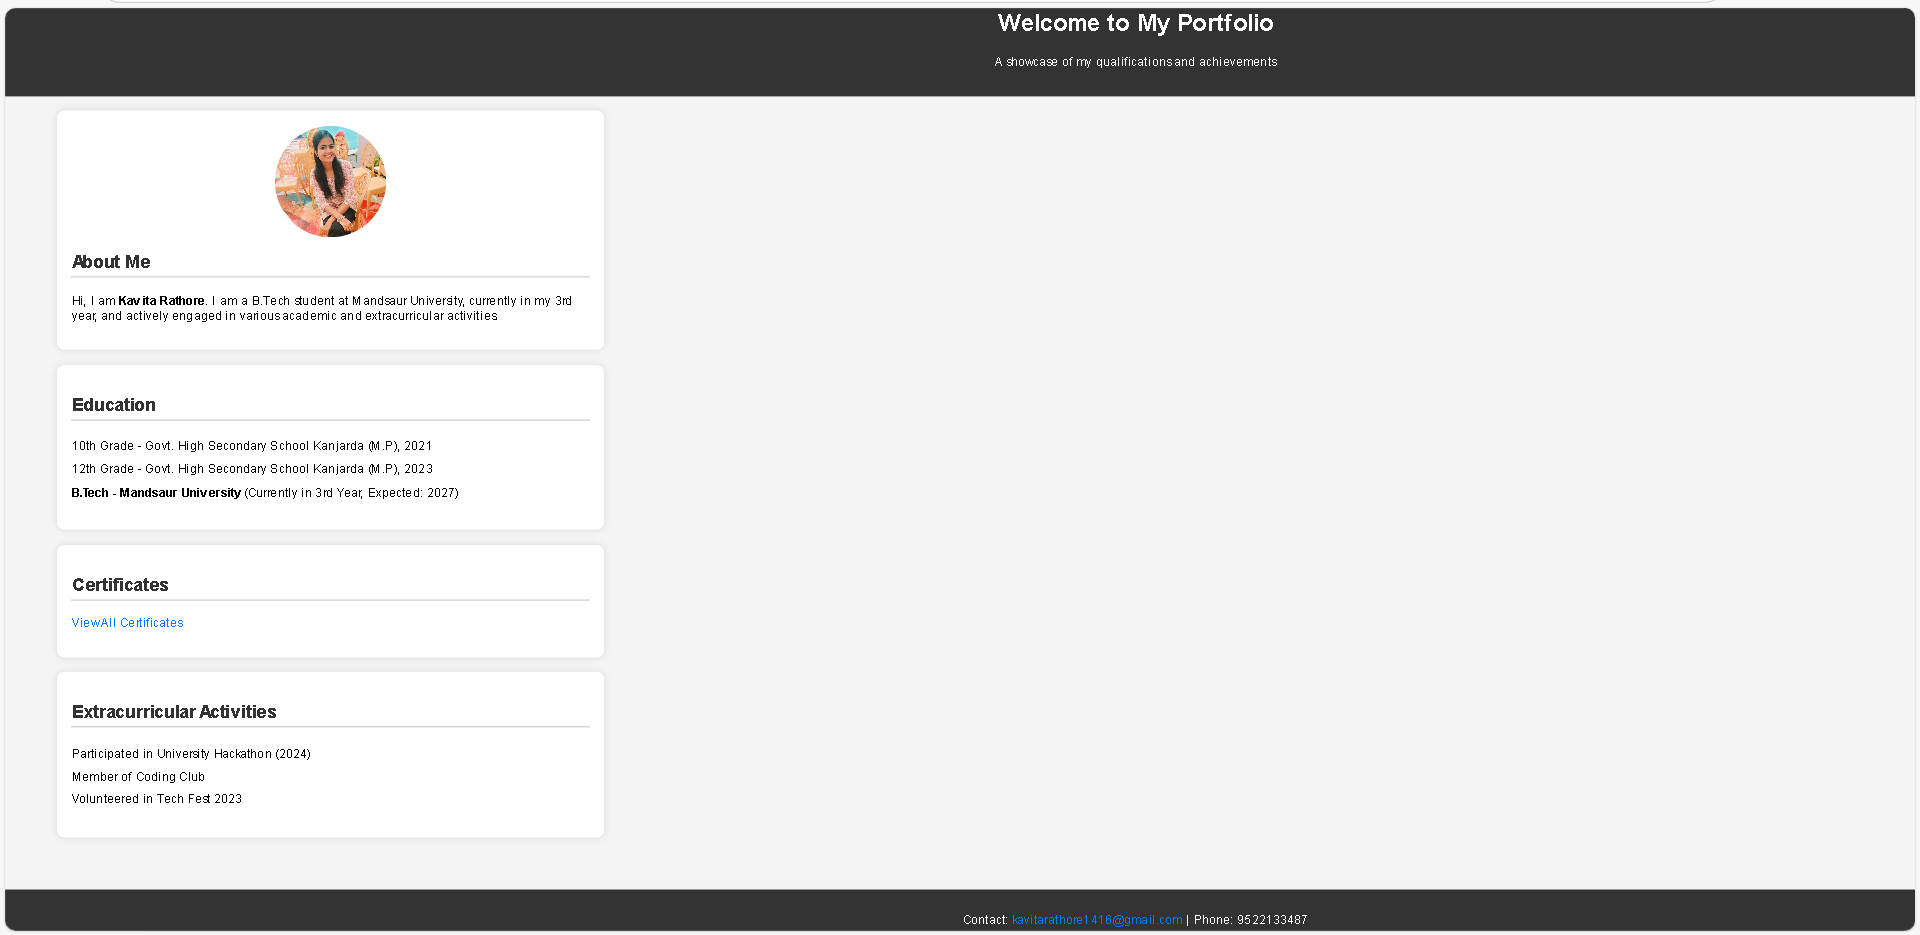 Welcome to My Portfolio
A showcase of my qualifications and achievements
About Me
Hi, I am Kavita Rathore. I am a B.Tech student at Mandsaur University, currently in my 3rd
year, and actively engaged in various academic and extracurricular activities.
Education
10th Grade - Govt. High Secondary School Kanjarda (M.P), 2021
12th Grade - Govt. High Secondary School Kanjarda (M.P), 2023
B.Tech - Mandsaur University (Currently in 3rd Year, Expected: 2027)
Certificates
View All Certificates
Extracurricular Activities
Participated in University Hackathon (2024)
Member of Coding Club
Volunteered in Tech Fest 2023
Contact: kavitarathore1416@gmail.com | Phone: 9522133487